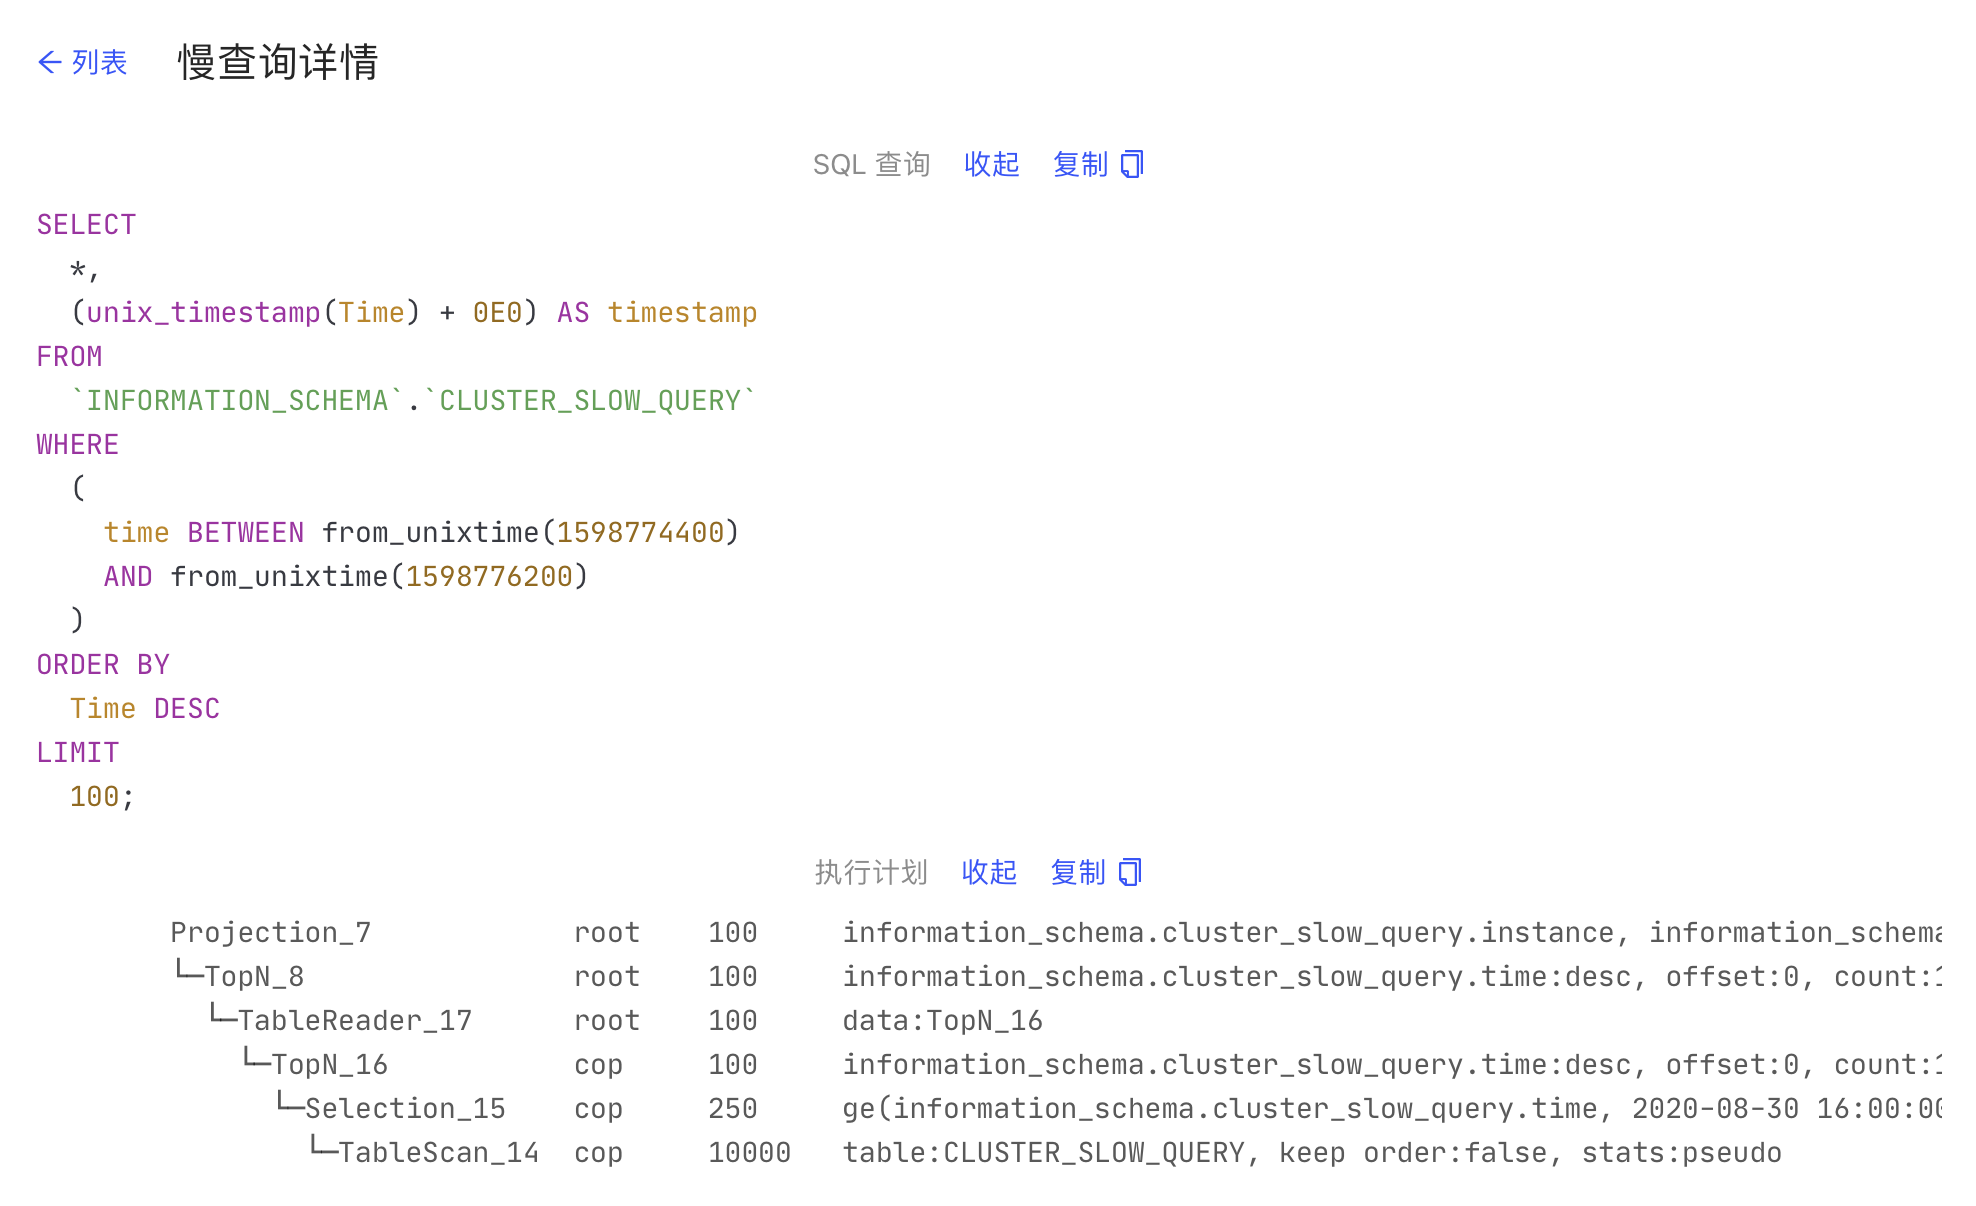 列表 慢查询详情
SQL 查询 收起 复制
SELECT
  *,
  (unix_timestamp(Time) + 0E0) AS timestamp
FROM
  `INFORMATION_SCHEMA`.`CLUSTER_SLOW_QUERY`
WHERE
  (
    time BETWEEN from_unixtime(1598774400)
    AND from_unixtime(1598776200)
  )
ORDER BY
  Time DESC
LIMIT
  100;
执行计划 收起 复制
Projection_7 root 100 information_schema.cluster_slow_query.instance, information_schema
└─TopN_8 root 100 information_schema.cluster_slow_query.time:desc, offset:0, count:1
  └─TableReader_17 root 100 data:TopN_16
    └─TopN_16 cop 100 information_schema.cluster_slow_query.time:desc, offset:0, count:1
      └─Selection_15 cop 250 ge(information_schema.cluster_slow_query.time, 2020-08-30 16:00:00
        └─TableScan_14 cop 10000 table:CLUSTER_SLOW_QUERY, keep order:false, stats:pseudo